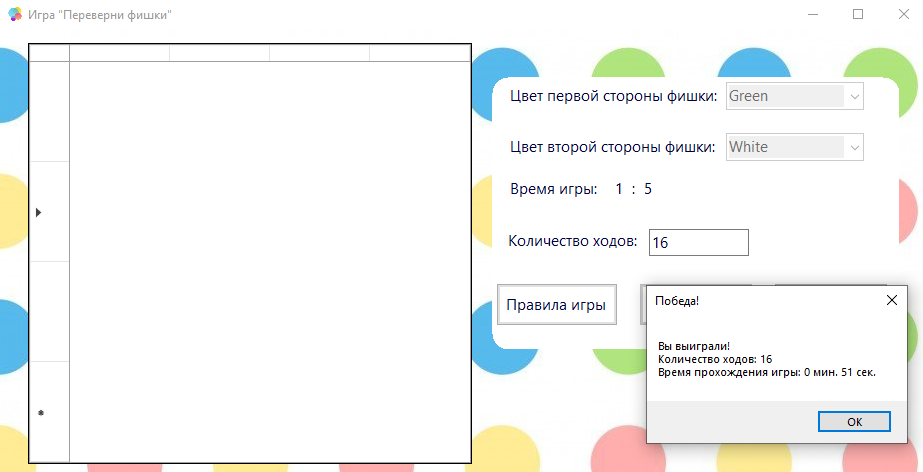 Игра "Переверни фишки"
Цвет первой стороны фишки: Green
Цвет второй стороны фишки: White
Время игры: 1 : 5
Количество ходов: 16
Правила игры
Победа!
Вы выиграли!
Количество ходов: 16
Время прохождения игры: 0 мин. 51 сек.
OK